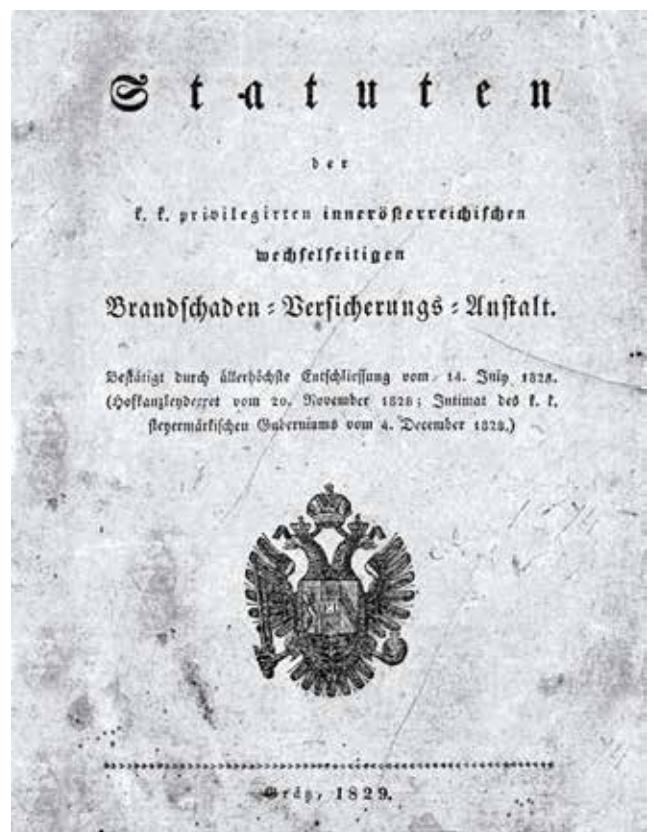 Statuten
der
k. k. privilegirten innerösterreichischen
wechselseitigen
Brandschaden-Versicherungs-Anstalt.
Bestätigt durch allerhöchste Entschliessung vom 14. July 1828.
(Hofkanzleydecret vom 20. November 1828; Intimat des k. k.
steyermärkischen Guberniums vom 4. December 1828.)
Grätz, 1829.